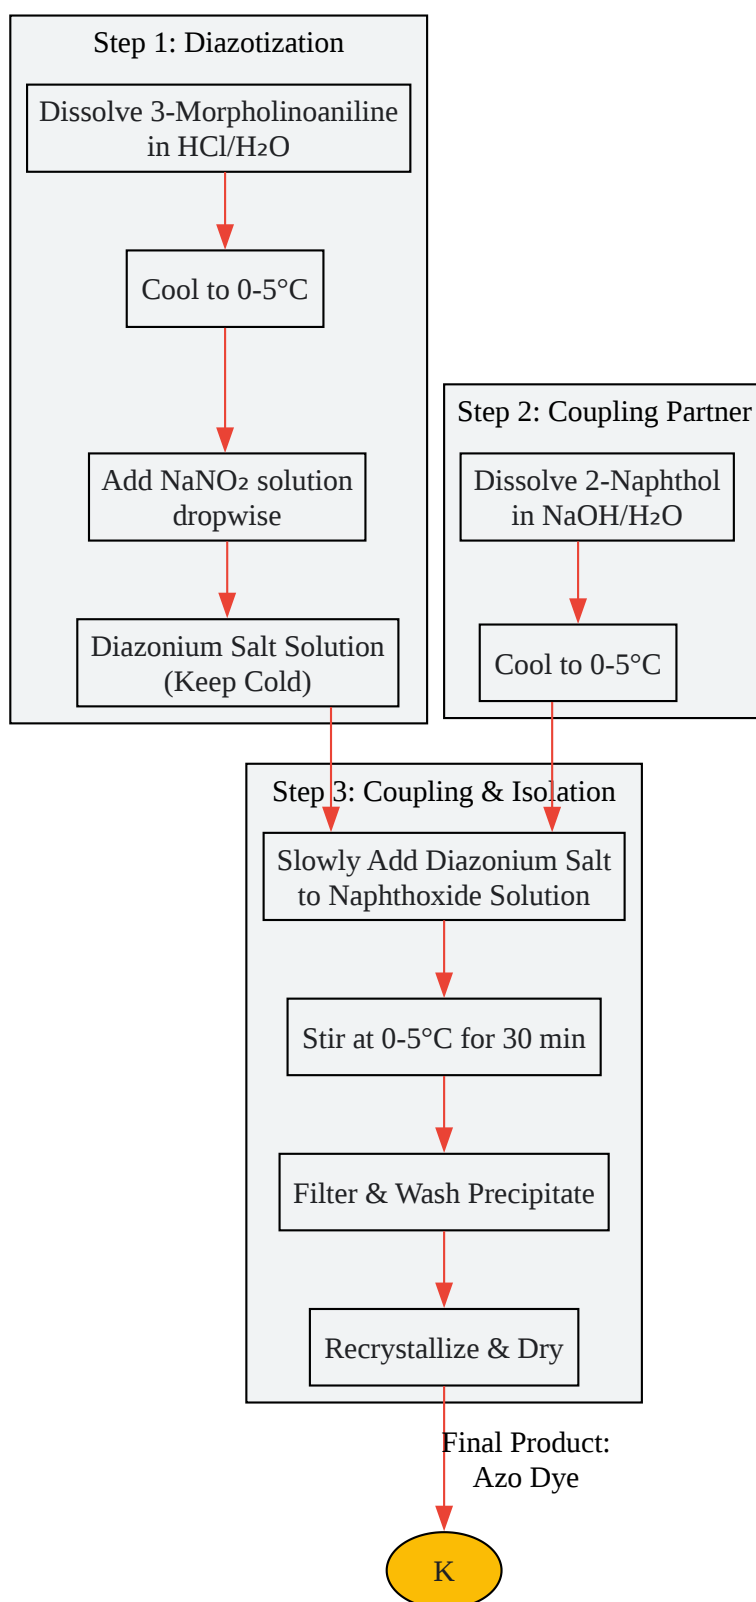 Step 1: Diazotization
Dissolve 3-Morpholinoaniline
in HCl/H₂O
Cool to 0-5°C
Add NaNO₂ solution
dropwise
Diazonium Salt Solution
(Keep Cold)
Step 2: Coupling Partner
Dissolve 2-Naphthol
in NaOH/H₂O
Cool to 0-5°C
Step 3: Coupling & Isolation
Slowly Add Diazonium Salt
to Naphthoxide Solution
Stir at 0-5°C for 30 min
Filter & Wash Precipitate
Recrystallize & Dry
Final Product:
Azo Dye
K